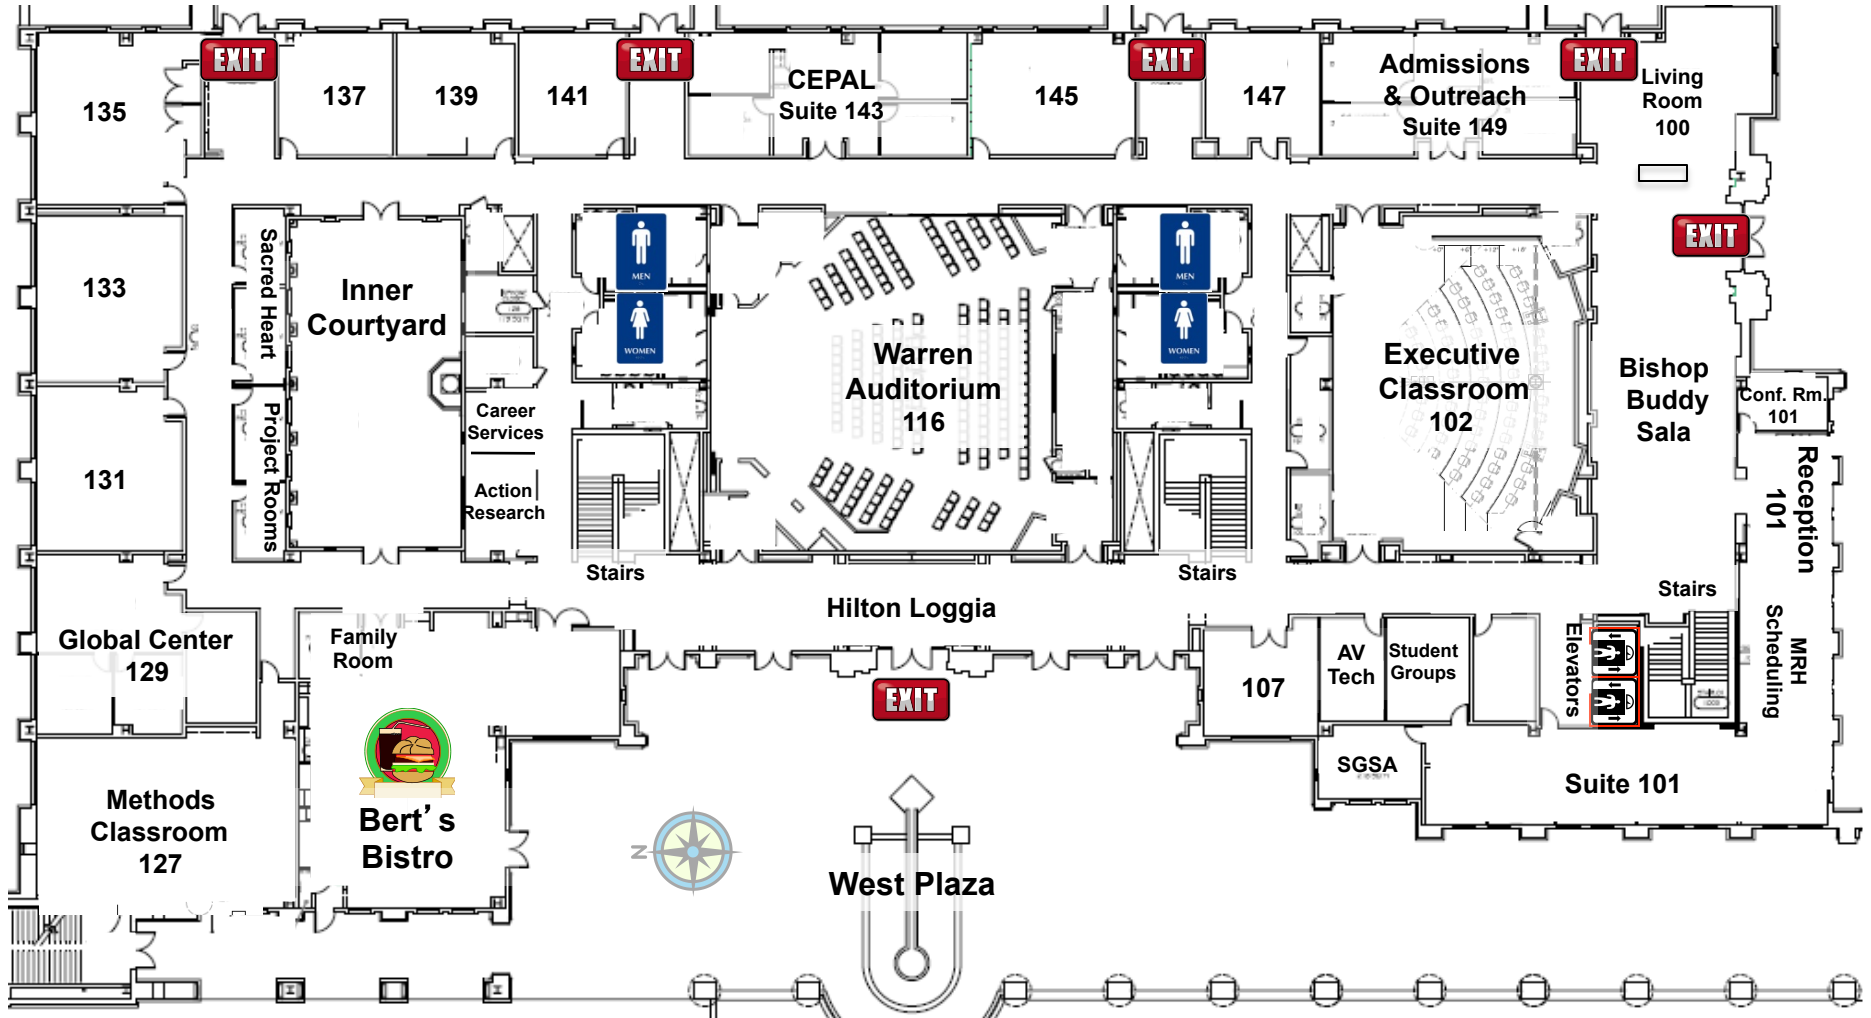 EXIT
EXIT
EXIT
EXIT
135
137
139
141
CEPAL
Suite 143
145
147
Admissions
& Outreach
Suite 149
Living
Room
100
EXIT
133
Sacred Heart
Inner
Courtyard
MEN
WOMEN
Warren
Auditorium
116
MEN
WOMEN
Executive
Classroom
102
Bishop
Buddy
Sala
Conf. Rm.
101
131
Project Rooms
Career
Services
Action
Research
Reception
101
Stairs
Stairs
Stairs
Hilton Loggia
Global Center
129
Family
Room
107
AV
Tech
Student
Groups
Elevators
MRH
Scheduling
EXIT
SGSA
Suite 101
Methods
Classroom
127
Bert’s
Bistro
N
West Plaza